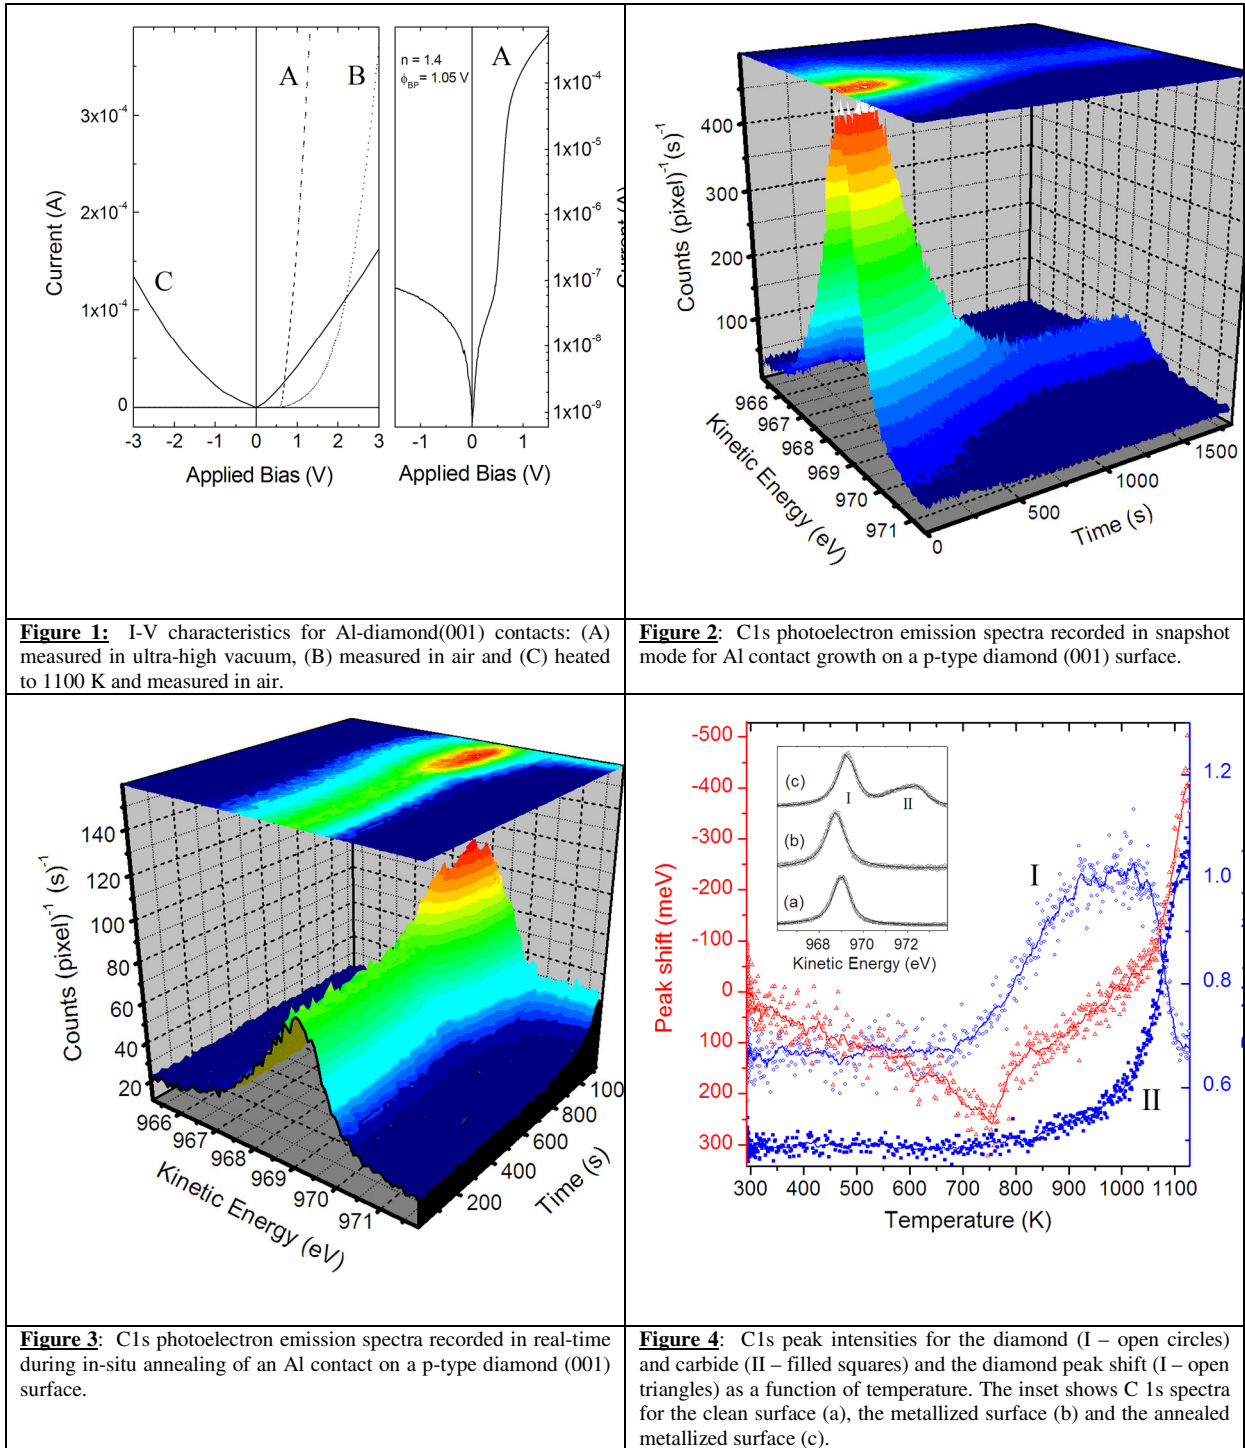 A
B
C
3x10⁻⁴
2x10⁻⁴
1x10⁻⁴
0
Current (A)
-3 -2 -1 0 1 2 3
Applied Bias (V)
n = 1.4
ϕBP = 1.05 V
A
1x10⁻⁴
1x10⁻⁵
1x10⁻⁶
1x10⁻⁷
1x10⁻⁸
1x10⁻⁹
-1 0 1
Applied Bias (V)
400
300
200
100
Counts (pixel)⁻¹(s)⁻¹
966
967
968
969
970
971
Kinetic Energy (eV)
0
500
1000
1500
Time (s)
Figure 1: I-V characteristics for Al-diamond(001) contacts: (A)
measured in ultra-high vacuum, (B) measured in air and (C) heated
to 1100 K and measured in air.
Figure 2: C1s photoelectron emission spectra recorded in snapshot
mode for Al contact growth on a p-type diamond (001) surface.
140
120
100
80
60
40
20
Counts (pixel)⁻¹ (s)⁻¹
966
967
968
969
970
971
Kinetic Energy (eV)
200
400
600
800
100
Time (s)
-500
-400
-300
-200
-100
0
100
200
300
Peak shift (meV)
(c)
(b)
(a)
I
II
968 970 972
Kinetic Energy (eV)
I
II
1.2
1.0
0.8
0.6
300 400 500 600 700 800 900 1000 1100
Temperature (K)
Figure 3: C1s photoelectron emission spectra recorded in real-time
during in-situ annealing of an Al contact on a p-type diamond (001)
surface.
Figure 4: C1s peak intensities for the diamond (I – open circles)
and carbide (II – filled squares) and the diamond peak shift (I – open
triangles) as a function of temperature. The inset shows C 1s spectra
for the clean surface (a), the metallized surface (b) and the annealed
metallized surface (c).